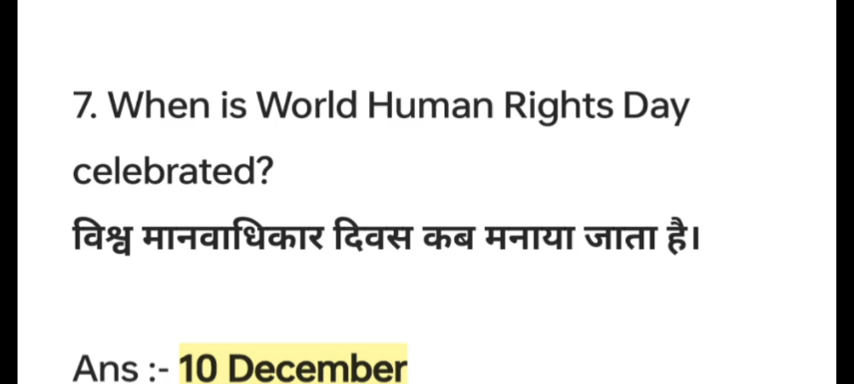 7. When is World Human Rights Day
celebrated?
विश्व मानवाधिकार दिवस कब मनाया जाता है।
Ans :- 10 December